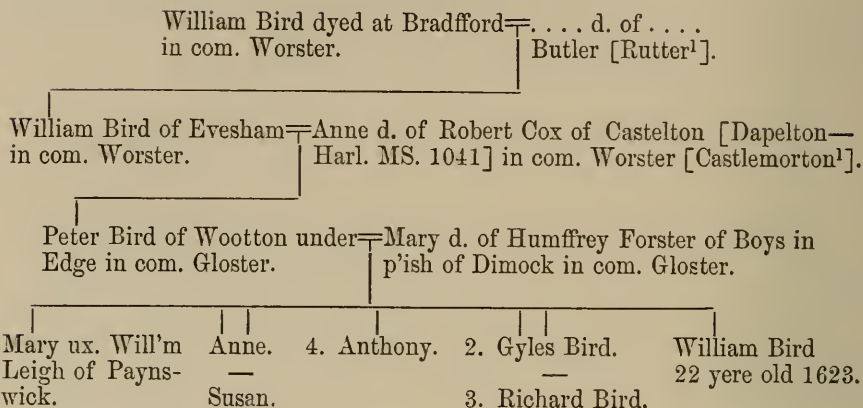 William Bird dyed at Bradfford=. . . . d. of . . . .
in com. Worster. Butler [Rutter¹].
William Bird of Evesham=Anne d. of Robert Cox of Castelton [Dapelton—
in com. Worster. Harl. MS. 1041] in com. Worster [Castlemorton¹].
Peter Bird of Wootton under=Mary d. of Humffrey Forster of Boys in
Edge in com. Gloster. p'ish of Dimock in com. Gloster.
Mary ux. Will'm Anne. 4. Anthony. 2. Gyles Bird. William Bird
Leigh of Payns- — — 22 yere old 1623.
wick. Susan. 3. Richard Bird.